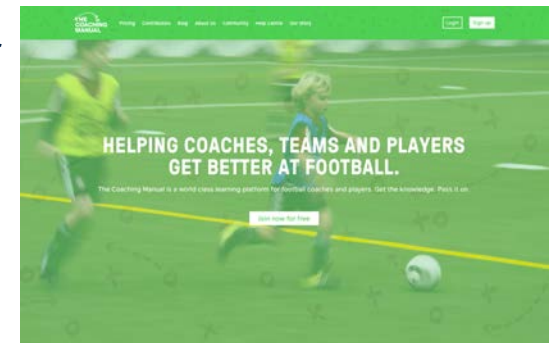 THE
COACHING
MANUAL
Pricing Contributors Blog About Us Community Help Centre Our Story
Login Sign up
HELPING COACHES, TEAMS AND PLAYERS
GET BETTER AT FOOTBALL.
The Coaching Manual is a world class learning platform for football coaches and players. Get the knowledge. Pass it on.
Join now for free